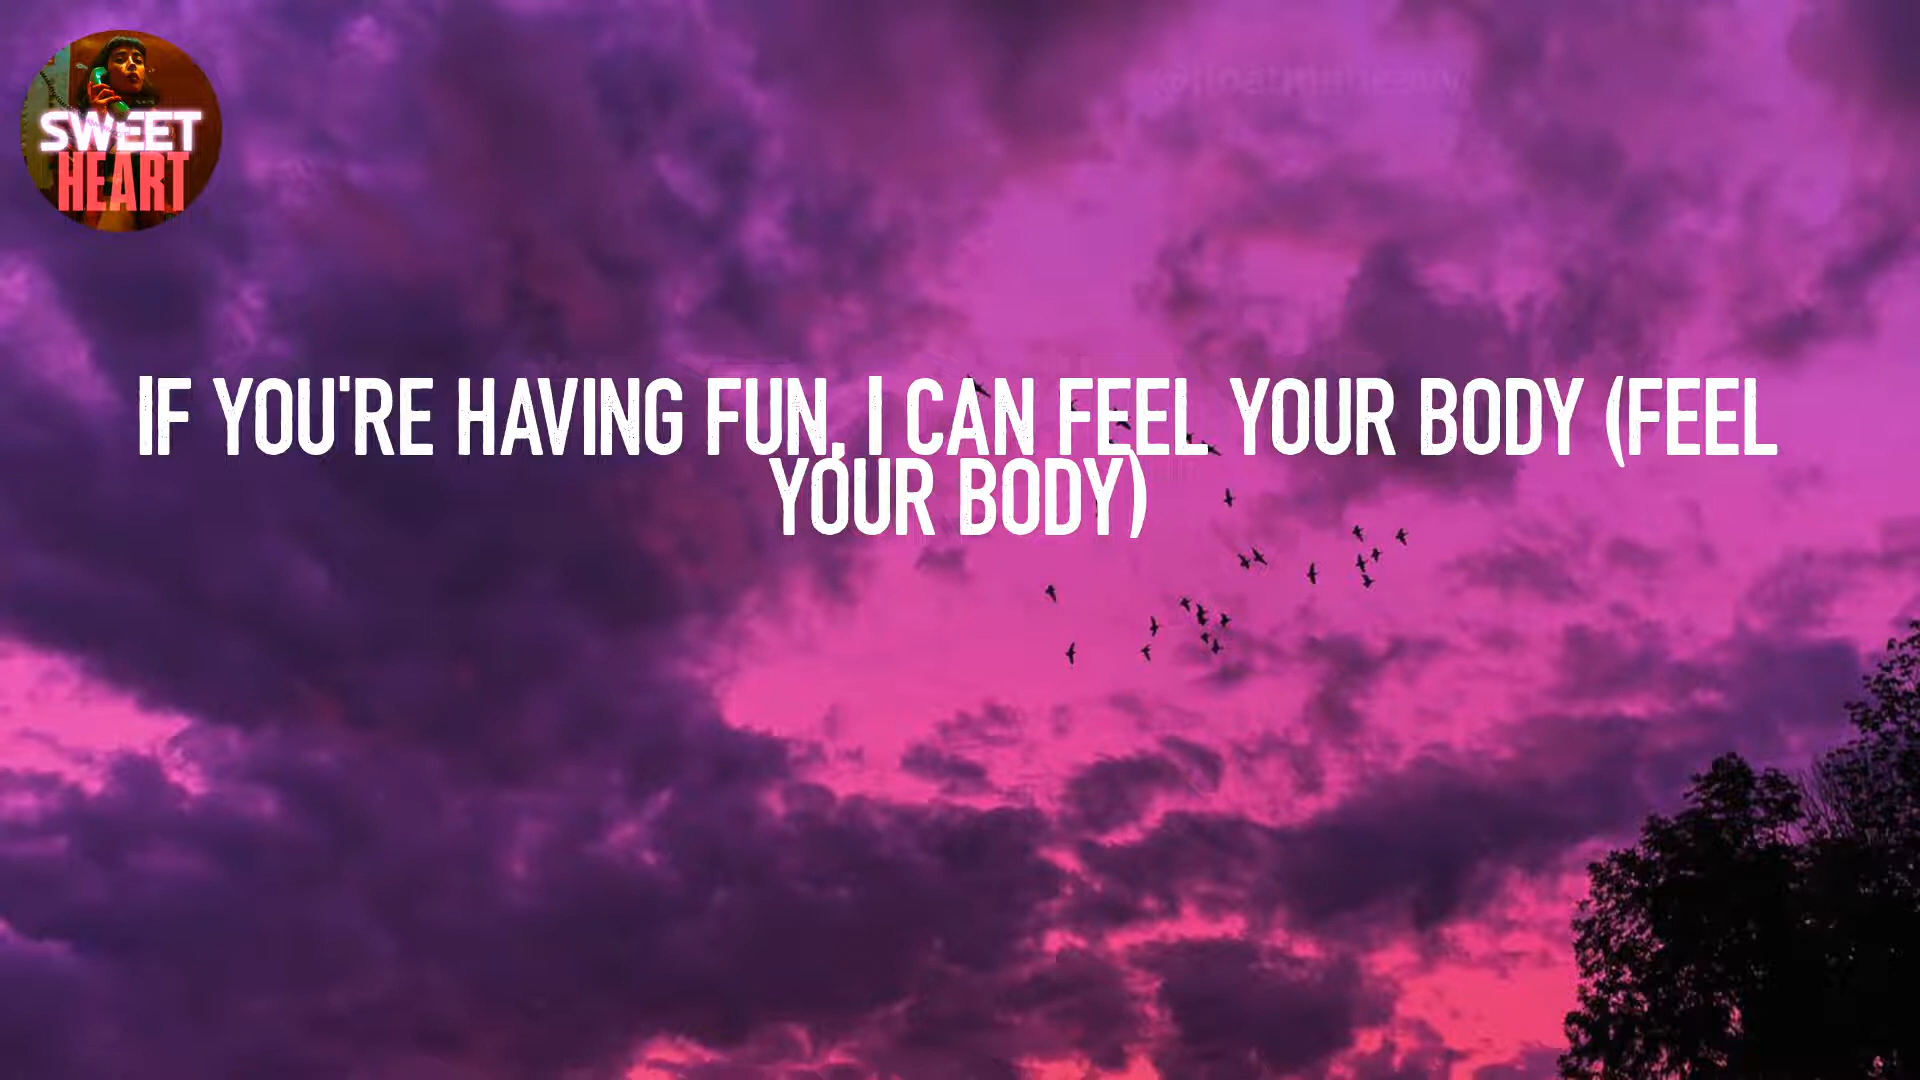 SWEET
HEART
IF YOU'RE HAVING FUN, I CAN FEEL YOUR BODY (FEEL
YOUR BODY)